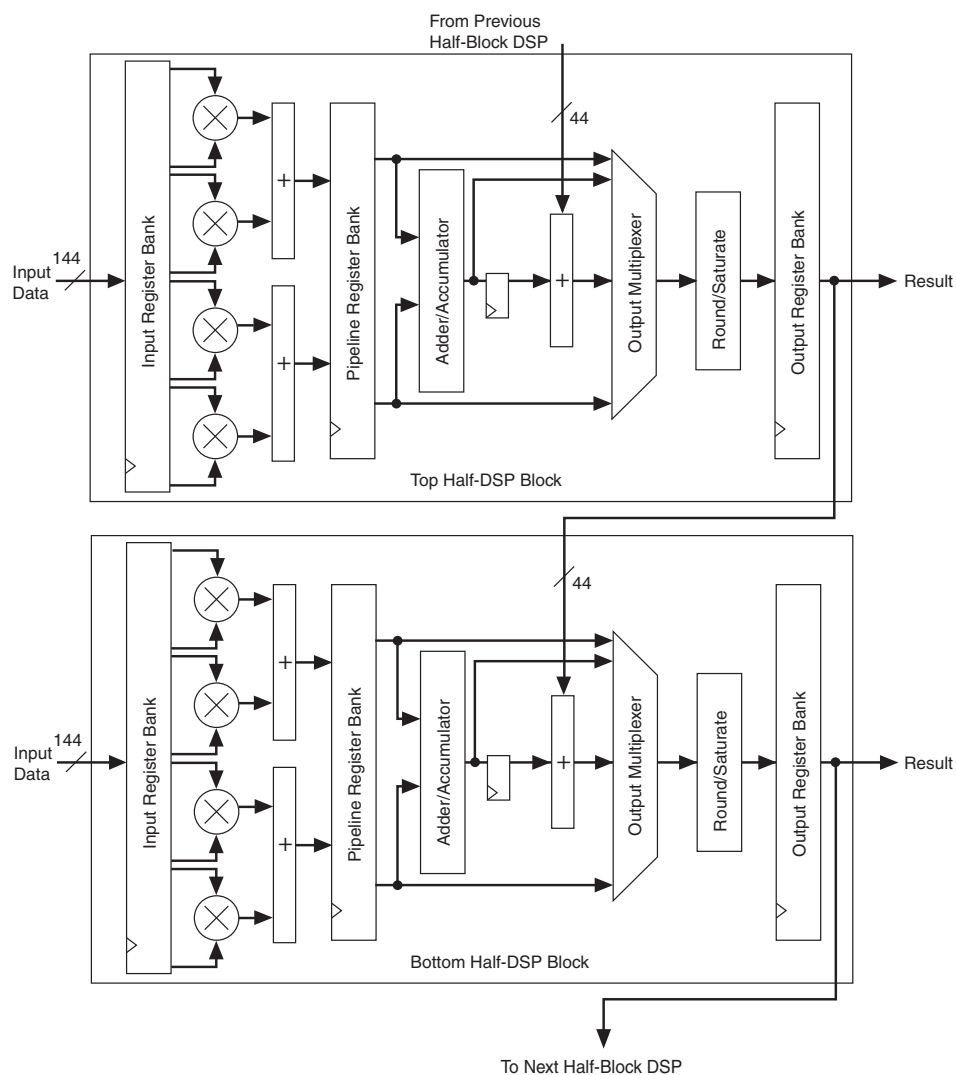 From Previous
Half-Block DSP
44
144
Input
Data
Input Register Bank
+
+
Pipeline Register Bank
Adder/Accumulator
+
Output Multiplexer
Round/Saturate
Output Register Bank
Result
Top Half-DSP Block
44
144
Input
Data
Input Register Bank
+
+
Pipeline Register Bank
Adder/Accumulator
+
Output Multiplexer
Round/Saturate
Output Register Bank
Result
Bottom Half-DSP Block
To Next Half-Block DSP